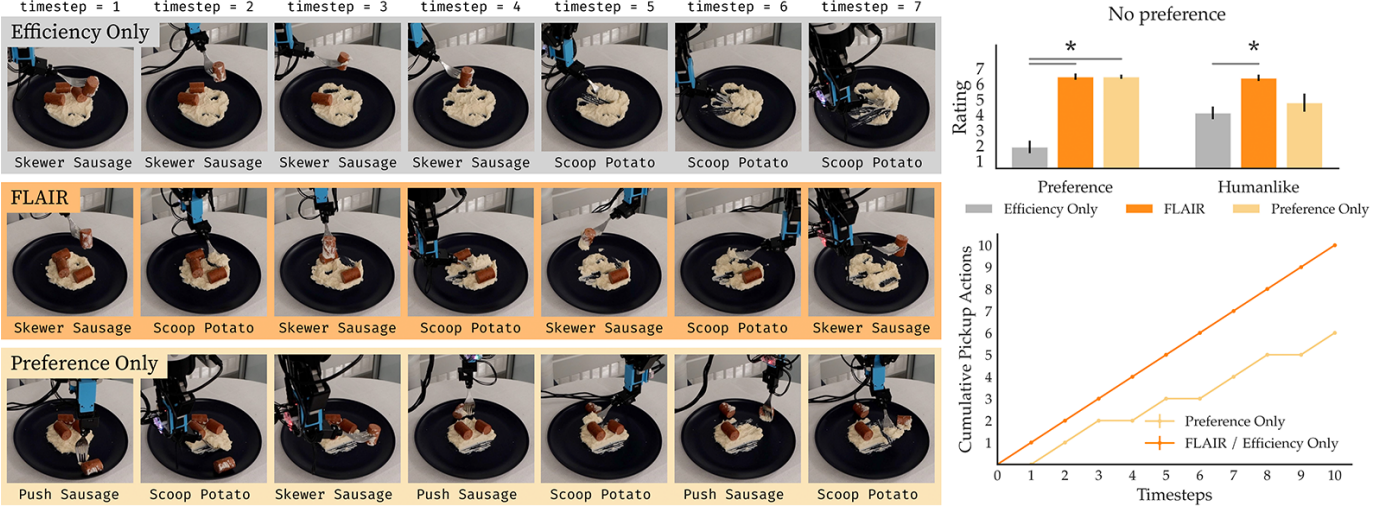 timestep = 1 timestep = 2 timestep = 3 timestep = 4 timestep = 5 timestep = 6 timestep = 7
Efficiency Only
Skewer Sausage Skewer Sausage Skewer Sausage Skewer Sausage Scoop Potato Scoop Potato Scoop Potato
FLAIR
Skewer Sausage Scoop Potato Skewer Sausage Scoop Potato Skewer Sausage Scoop Potato Skewer Sausage
Preference Only
Push Sausage Scoop Potato Skewer Sausage Push Sausage Scoop Potato Push Sausage Scoop Potato
No preference
* *
Rating
7
6
5
4
3
2
1
Preference Humanlike
Efficiency Only FLAIR Preference Only
Cumulative Pickup Actions
10
9
8
7
6
5
4
3
2
1
Preference Only
FLAIR / Efficiency Only
0 1 2 3 4 5 6 7 8 9 10
Timesteps